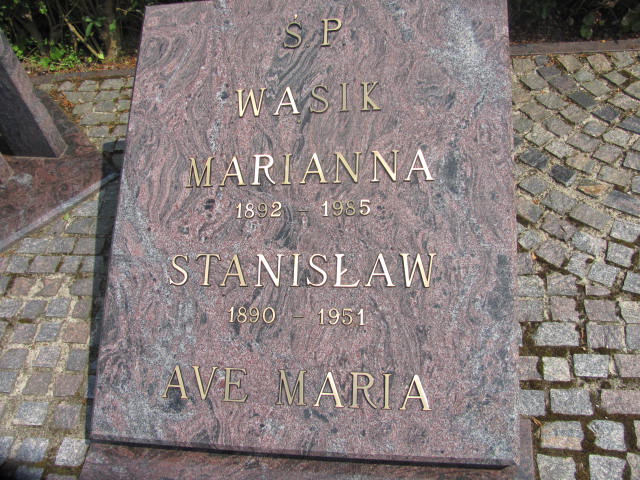 ŚP
WASIK
MARIANNA
1892 - 1985
STANISŁAW
1890 - 1951
AVE MARIA